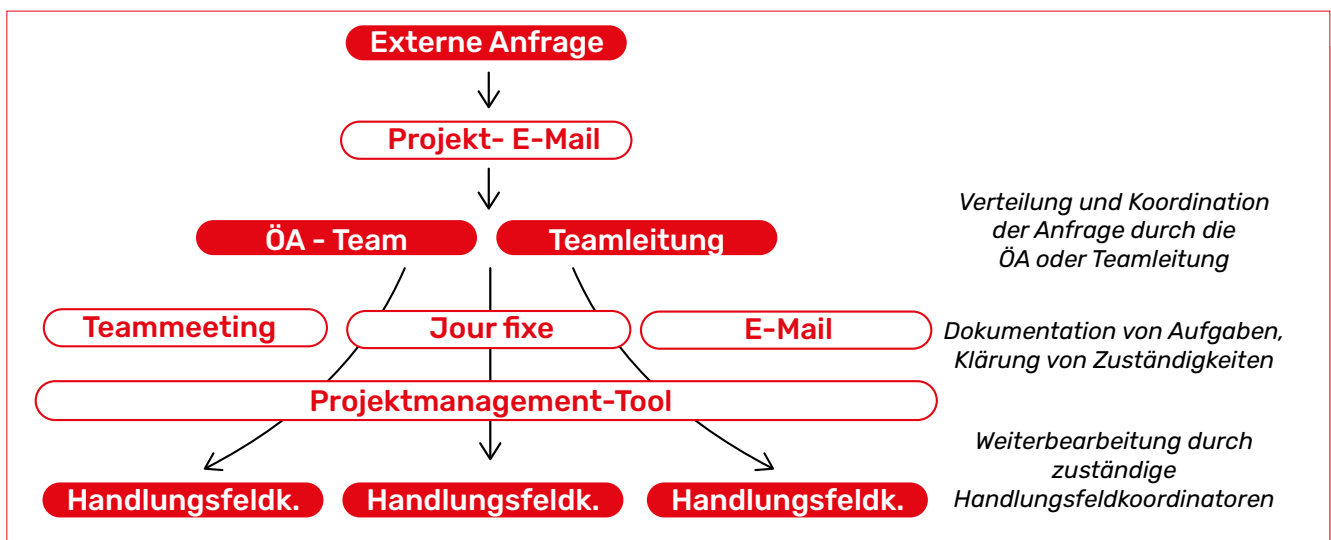 Externe Anfrage
Projekt- E-Mail
ÖA - Team
Teamleitung
Verteilung und Koordination
der Anfrage durch die
ÖA oder Teamleitung
Teammeeting
Jour fixe
E-Mail
Dokumentation von Aufgaben,
Klärung von Zuständigkeiten
Projektmanagement-Tool
Weiterbearbeitung durch
zuständige
Handlungsfeldkoordinatoren
Handlungsfeldk.
Handlungsfeldk.
Handlungsfeldk.